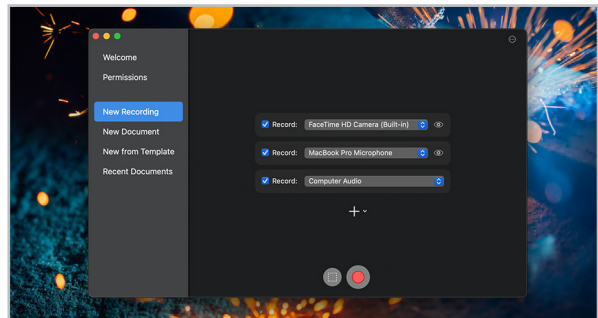 Welcome
Permissions
New Recording
New Document
New from Template
Recent Documents
Record: FaceTime HD Camera (Built-in)
Record: MacBook Pro Microphone
Record: Computer Audio